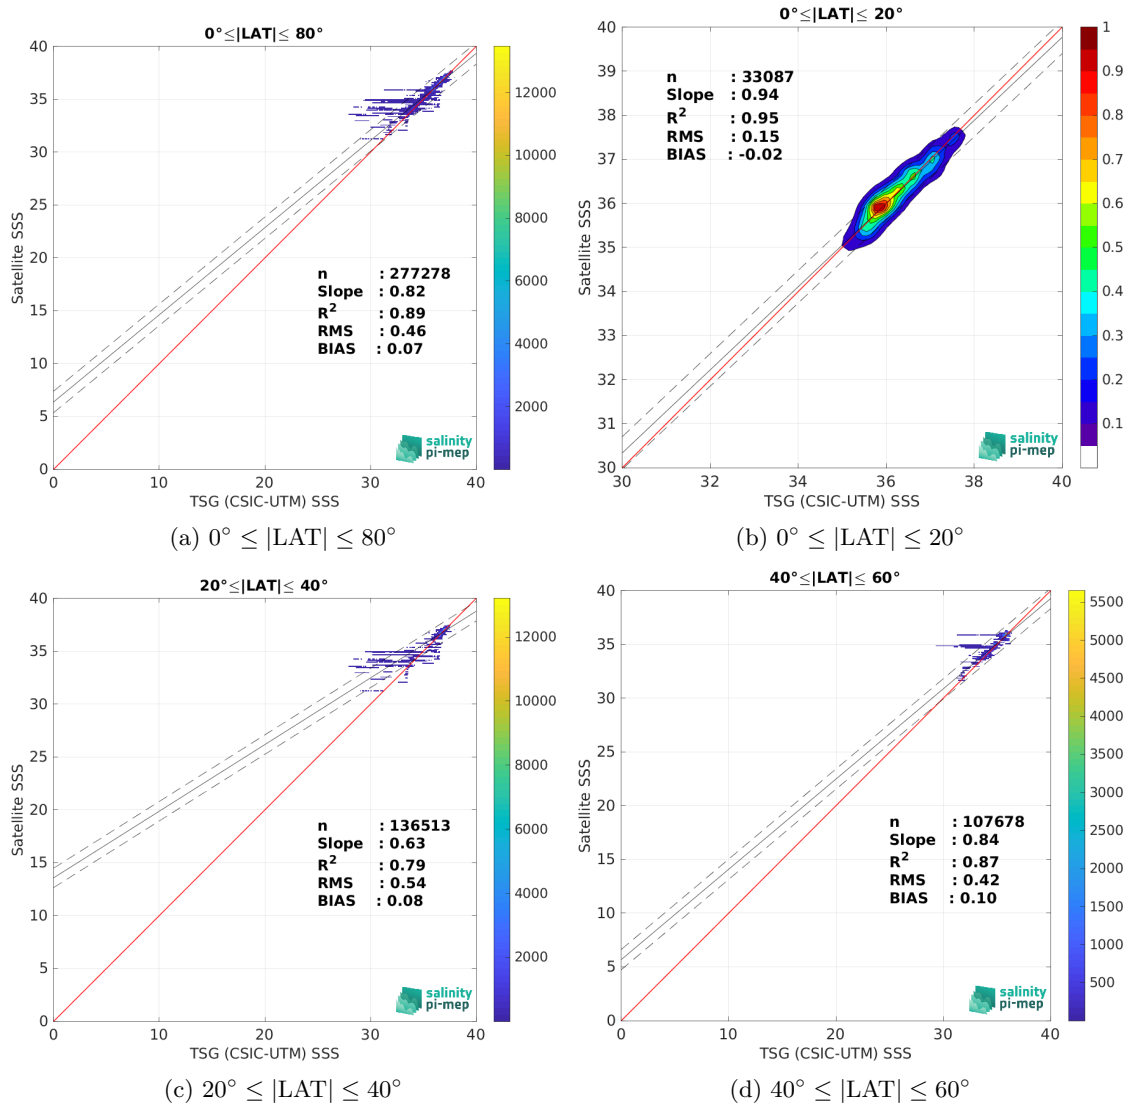 0°≤|LAT|≤ 80°
40
35
30
25
20
15
10
5
0
Satellite SSS
n : 277278
Slope : 0.82
R² : 0.89
RMS : 0.46
BIAS : 0.07
salinity
pi-mep
0 10 20 30 40
TSG (CSIC-UTM) SSS
12000
10000
8000
6000
4000
2000
(a) 0° ≤ |LAT| ≤ 80°
0°≤|LAT|≤ 20°
40
39
38
37
36
35
34
33
32
31
30
Satellite SSS
n : 33087
Slope : 0.94
R² : 0.95
RMS : 0.15
BIAS : -0.02
salinity
pi-mep
30 32 34 36 38 40
TSG (CSIC-UTM) SSS
1
0.9
0.8
0.7
0.6
0.5
0.4
0.3
0.2
0.1
(b) 0° ≤ |LAT| ≤ 20°
20°≤|LAT|≤ 40°
40
35
30
25
20
15
10
5
0
Satellite SSS
n : 136513
Slope : 0.63
R² : 0.79
RMS : 0.54
BIAS : 0.08
salinity
pi-mep
0 10 20 30 40
TSG (CSIC-UTM) SSS
12000
10000
8000
6000
4000
2000
(c) 20° ≤ |LAT| ≤ 40°
40°≤|LAT|≤ 60°
40
35
30
25
20
15
10
5
0
Satellite SSS
n : 107678
Slope : 0.84
R² : 0.87
RMS : 0.42
BIAS : 0.10
salinity
pi-mep
0 10 20 30 40
TSG (CSIC-UTM) SSS
5500
5000
4500
4000
3500
3000
2500
2000
1500
1000
500
(d) 40° ≤ |LAT| ≤ 60°